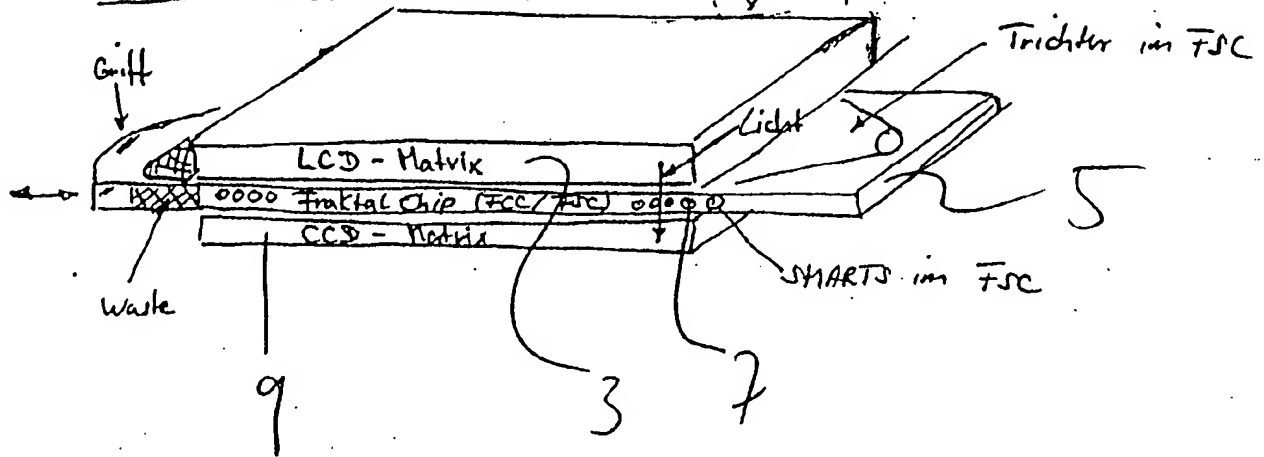 Trichter im FSC
Griff
Licht
LCD - Matrix
Fraktal Chip (FCC/FSC)
CCD - Matrix
5
SMARTS im FSC
Waste
9
3
7